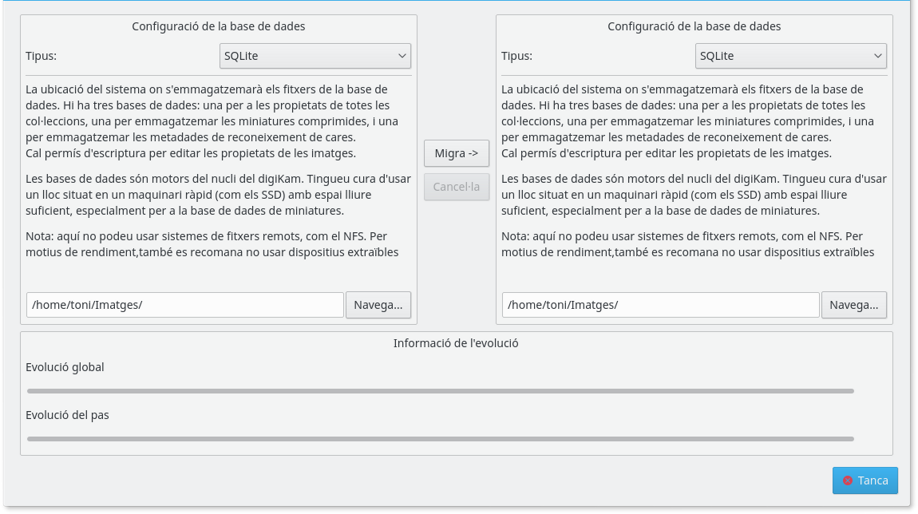 Configuració de la base de dades
Tipus:
SQLite
La ubicació del sistema on s'emmagatzemarà els fitxers de la base de
dades. Hi ha tres bases de dades: una per a les propietats de totes les
col·leccions, una per emmagatzemar les miniatures comprimides, i una
per emmagatzemar les metadades de reconeixement de cares.
Cal permís d'escriptura per editar les propietats de les imatges.
Les bases de dades són motors del nucli del digiKam. Tingueu cura d'usar
un lloc situat en un maquinari ràpid (com els SSD) amb espai lliure
suficient, especialment per a la base de dades de miniatures.
Nota: aquí no podeu usar sistemes de fitxers remots, com el NFS. Per
motius de rendiment,també es recomana no usar dispositius extraïbles
/home/toni/Imatges/
Navega...
Migra ->
Cancel·la
Configuració de la base de dades
Tipus:
SQLite
La ubicació del sistema on s'emmagatzemarà els fitxers de la base de
dades. Hi ha tres bases de dades: una per a les propietats de totes les
col·leccions, una per emmagatzemar les miniatures comprimides, i una
per emmagatzemar les metadades de reconeixement de cares.
Cal permís d'escriptura per editar les propietats de les imatges.
Les bases de dades són motors del nucli del digiKam. Tingueu cura d'usar
un lloc situat en un maquinari ràpid (com els SSD) amb espai lliure
suficient, especialment per a la base de dades de miniatures.
Nota: aquí no podeu usar sistemes de fitxers remots, com el NFS. Per
motius de rendiment,també es recomana no usar dispositius extraïbles
/home/toni/Imatges/
Navega...
Informació de l'evolució
Evolució global
Evolució del pas
Tanca